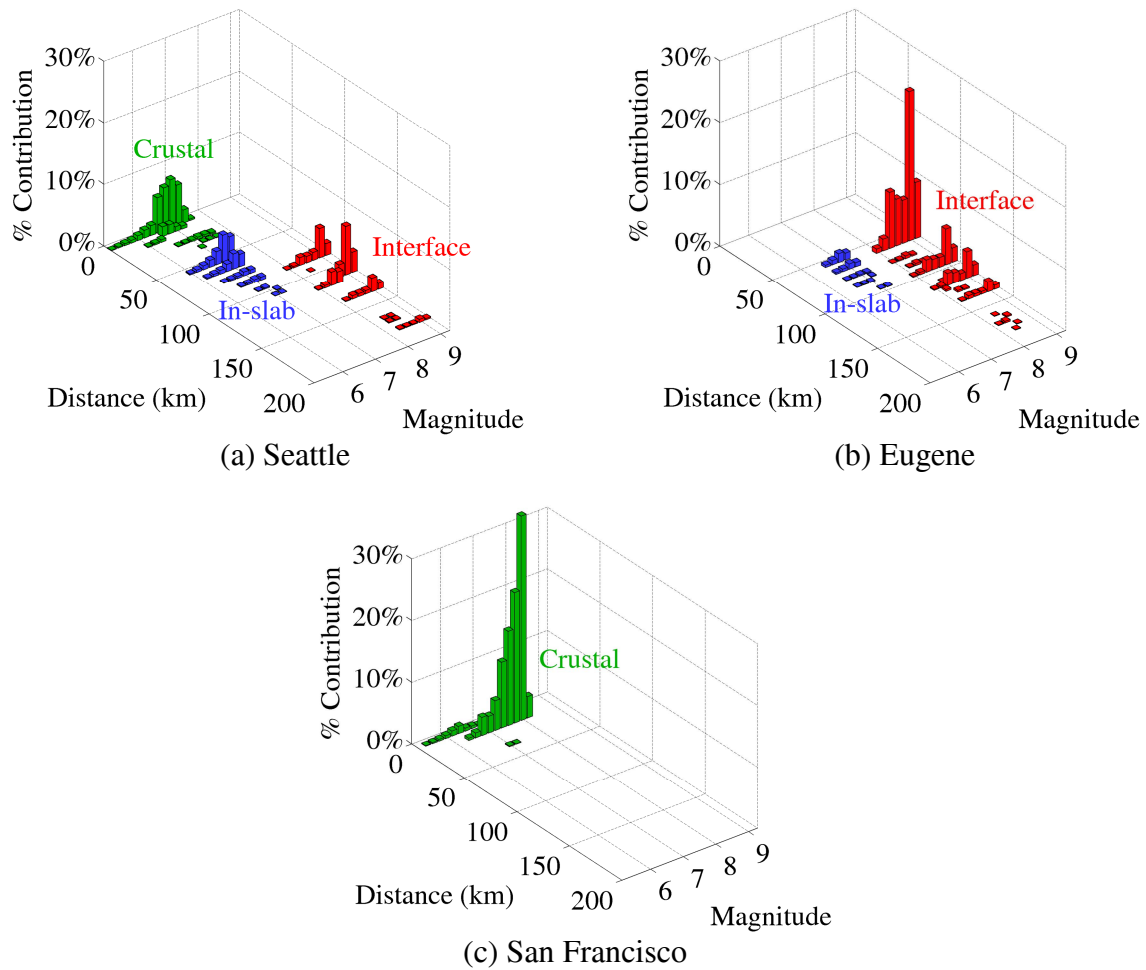 30%
20%
10%
0%
% Contribution
Crustal
In-slab
Interface
0
50
100
150
200
Distance (km)
6
7
8
9
Magnitude
(a) Seattle
30%
20%
10%
0%
% Contribution
Interface
In-slab
0
50
100
150
200
Distance (km)
6
7
8
9
Magnitude
(b) Eugene
30%
20%
10%
0%
% Contribution
Crustal
0
50
100
150
200
Distance (km)
6
7
8
9
Magnitude
(c) San Francisco